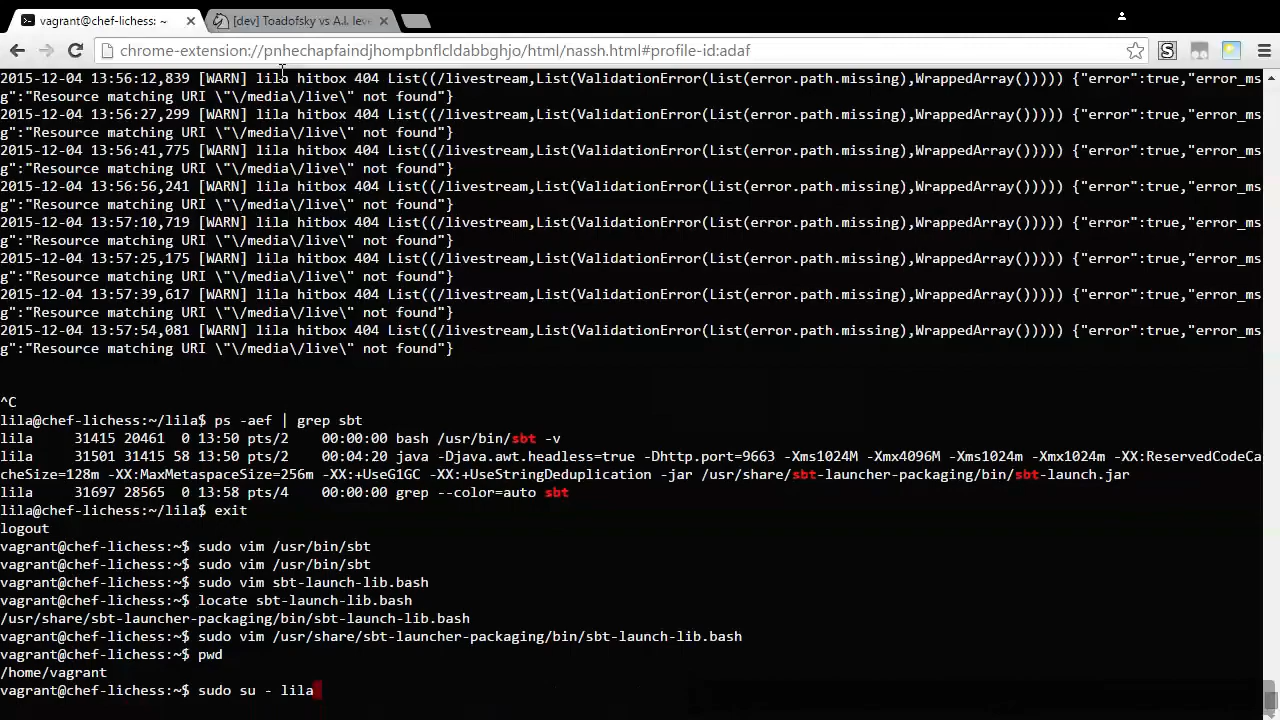 vagrant@chef-lichess: ~
[dev] Toadofsky vs A.I. leve
chrome-extension://pnhechapfaindjhompbnflcldabbghjo/html/nassh.html#profile-id:adaf
2015-12-04 13:56:12,839 [WARN] lila hitbox 404 List((/livestream,List(ValidationError(List(error.path.missing),WrappedArray())))) {"error":true,"error_ms
g":"Resource matching URI \"\/media\/live\" not found"}
2015-12-04 13:56:27,299 [WARN] lila hitbox 404 List((/livestream,List(ValidationError(List(error.path.missing),WrappedArray())))) {"error":true,"error_ms
g":"Resource matching URI \"\/media\/live\" not found"}
2015-12-04 13:56:41,775 [WARN] lila hitbox 404 List((/livestream,List(ValidationError(List(error.path.missing),WrappedArray())))) {"error":true,"error_ms
g":"Resource matching URI \"\/media\/live\" not found"}
2015-12-04 13:56:56,241 [WARN] lila hitbox 404 List((/livestream,List(ValidationError(List(error.path.missing),WrappedArray())))) {"error":true,"error_ms
g":"Resource matching URI \"\/media\/live\" not found"}
2015-12-04 13:57:10,719 [WARN] lila hitbox 404 List((/livestream,List(ValidationError(List(error.path.missing),WrappedArray())))) {"error":true,"error_ms
g":"Resource matching URI \"\/media\/live\" not found"}
2015-12-04 13:57:25,175 [WARN] lila hitbox 404 List((/livestream,List(ValidationError(List(error.path.missing),WrappedArray())))) {"error":true,"error_ms
g":"Resource matching URI \"\/media\/live\" not found"}
2015-12-04 13:57:39,617 [WARN] lila hitbox 404 List((/livestream,List(ValidationError(List(error.path.missing),WrappedArray())))) {"error":true,"error_ms
g":"Resource matching URI \"\/media\/live\" not found"}
2015-12-04 13:57:54,081 [WARN] lila hitbox 404 List((/livestream,List(ValidationError(List(error.path.missing),WrappedArray())))) {"error":true,"error_ms
g":"Resource matching URI \"\/media\/live\" not found"}
^C
lila@chef-lichess:~/lila$ ps -aef | grep sbt
lila     31415 20461  0 13:50 pts/2    00:00:00 bash /usr/bin/sbt -v
lila     31501 31415 58 13:50 pts/2    00:04:20 java -Djava.awt.headless=true -Dhttp.port=9663 -Xms1024M -Xmx4096M -Xms1024m -Xmx1024m -XX:ReservedCodeCa
cheSize=128m -XX:MaxMetaspaceSize=256m -XX:+UseG1GC -XX:+UseStringDeduplication -jar /usr/share/sbt-launcher-packaging/bin/sbt-launch.jar
lila     31697 28565  0 13:58 pts/4    00:00:00 grep --color=auto sbt
lila@chef-lichess:~/lila$ exit
logout
vagrant@chef-lichess:~$ sudo vim /usr/bin/sbt
vagrant@chef-lichess:~$ sudo vim /usr/bin/sbt
vagrant@chef-lichess:~$ sudo vim sbt-launch-lib.bash
vagrant@chef-lichess:~$ locate sbt-launch-lib.bash
/usr/share/sbt-launcher-packaging/bin/sbt-launch-lib.bash
vagrant@chef-lichess:~$ sudo vim /usr/share/sbt-launcher-packaging/bin/sbt-launch-lib.bash
vagrant@chef-lichess:~$ pwd
/home/vagrant
vagrant@chef-lichess:~$ sudo su - lila